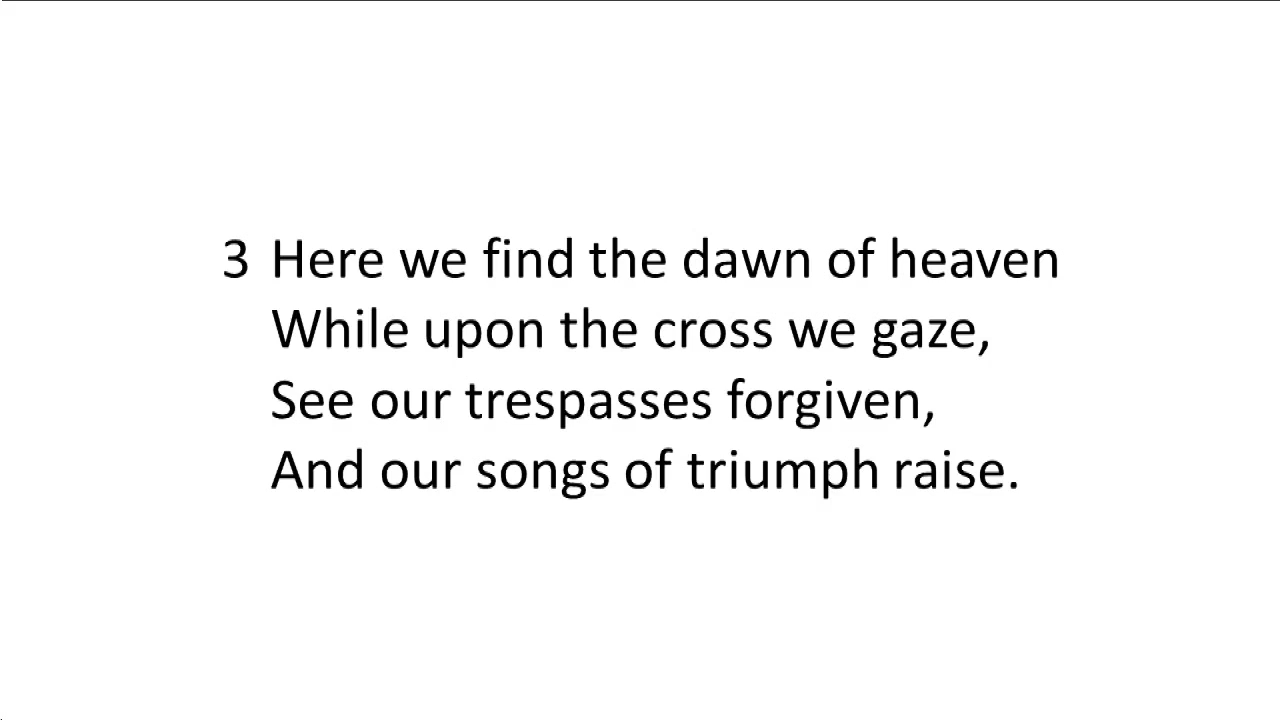 3 Here we find the dawn of heaven
While upon the cross we gaze,
See our trespasses forgiven,
And our songs of triumph raise.